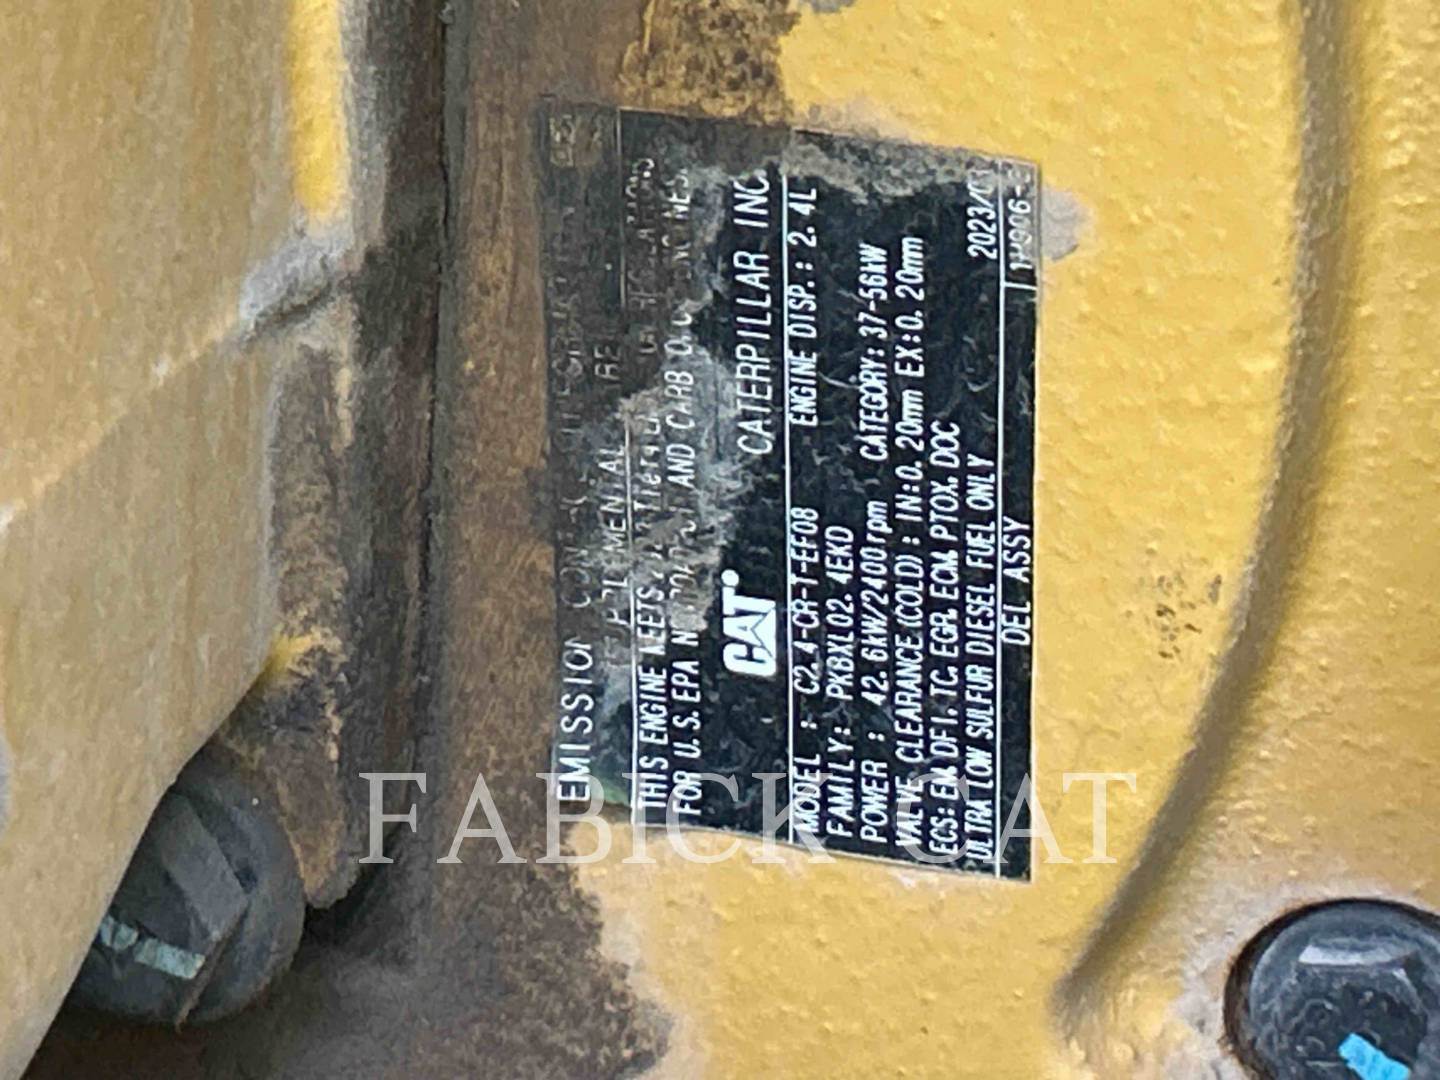 EMISSION
THIS ENGINE MEETS
FOR U.S. EPA AND CARB
CAT CATERPILLAR INC.
MODEL : C2.4-CR-T-EF08 ENGINE DISP.: 2.4L
FAMILY: PKBXL02.4EKD
POWER : 42.6kW/2400rpm CATEGORY: 37-56kW
VALVE CLEARANCE (COLD) : IN:0.20mm EX:0.20mm
ECS: EM, DFI, TC, EGR, ECM, PTOX, DOC
ULTRA LOW SULFUR DIESEL FUEL ONLY 2023/
DEL ASSY
FABICK CAT